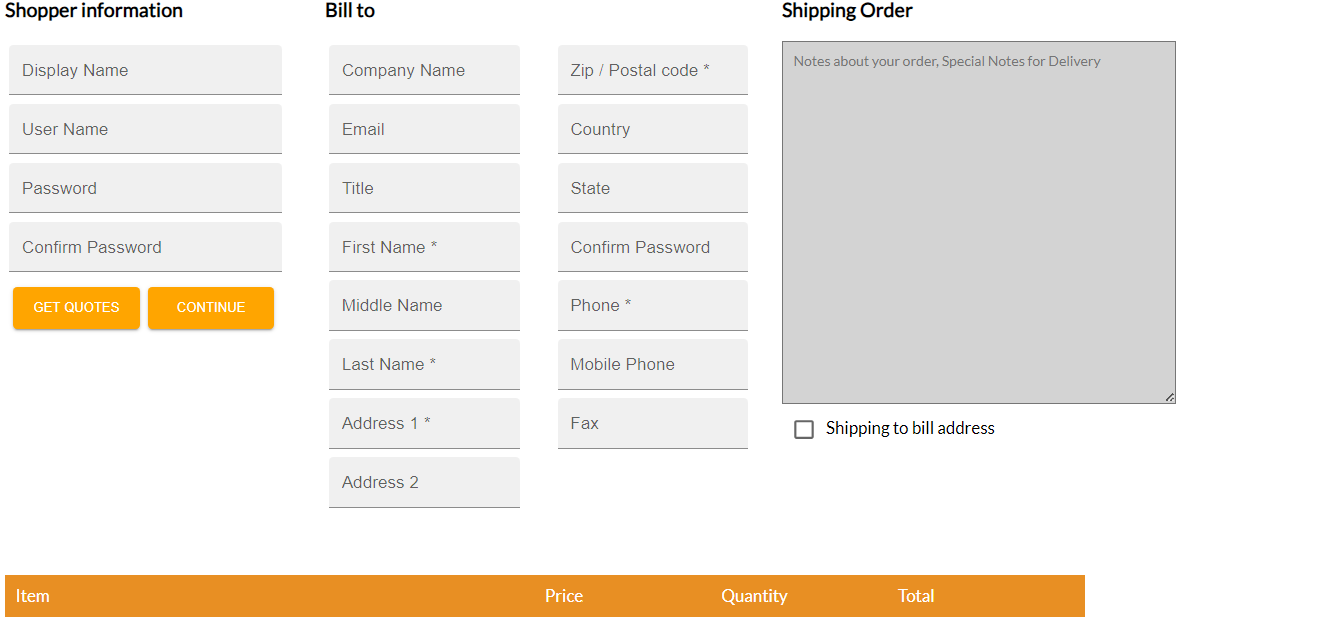 Shopper information
Display Name
User Name
Password
Confirm Password
GET QUOTES
CONTINUE
Bill to
Company Name
Email
Title
First Name *
Middle Name
Last Name *
Address 1 *
Address 2
Zip / Postal code *
Country
State
Confirm Password
Phone *
Mobile Phone
Fax
Shipping Order
Notes about your order, Special Notes for Delivery
Shipping to bill address
Item Price Quantity Total